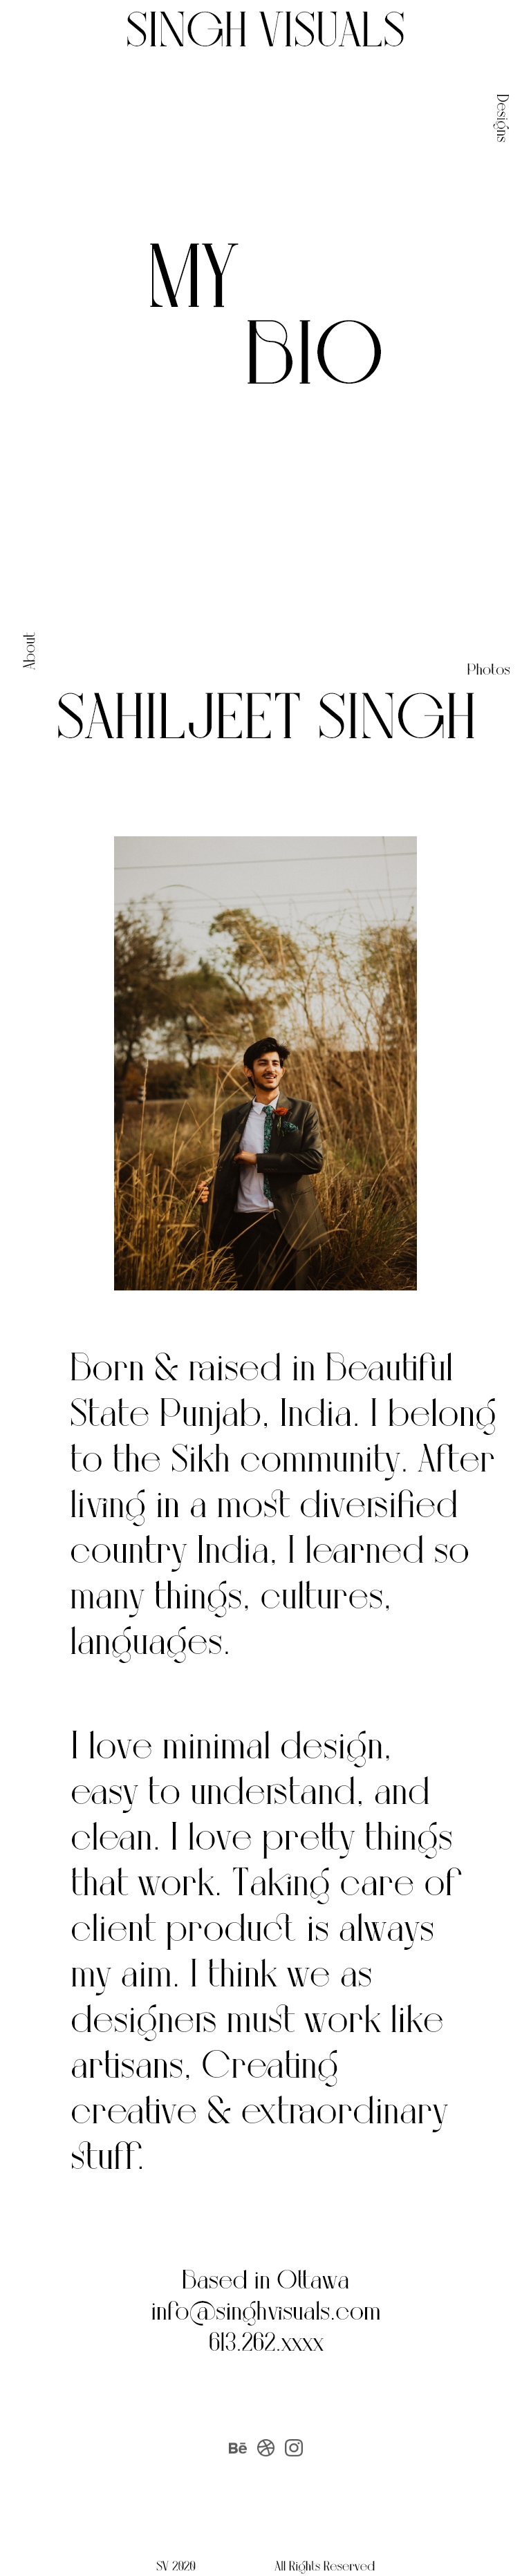 SINGH VISUALS
Designs
MY
BIO
About
Photos
SAHILJEET SINGH
Born & raised in Beautiful
State Punjab, India. I belong
to the Sikh community. After
living in a most diversified
country India, I learned so
many things, cultures,
languages.
I love minimal design,
easy to understand, and
clean. I love pretty things
that work. Taking care of
client product is always
my aim. I think we as
designers must work like
artisans, Creating
creative & extraordinary
stuff.
Based in Ottawa
info@singhvisuals.com
613.262.xxxx
Bē
SV 2020
All Rights Reserved